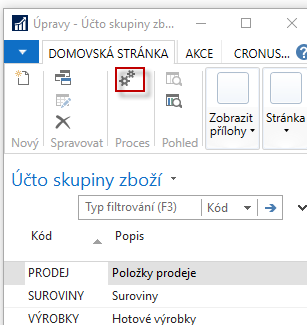 Úpravy - Účto skupiny zb...
DOMOVSKÁ STRÁNKA AKCE CRONUS...
Nový Spravovat Proces Pohled Zobrazit přílohy Stránka
Účto skupiny zboží
Typ filtrování (F3) Kód
Kód Popis
PRODEJ Položky prodeje
SUROVINY Suroviny
VÝROBKY Hotové výrobky